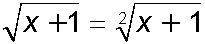 √(x + 1) = ²√(x + 1)